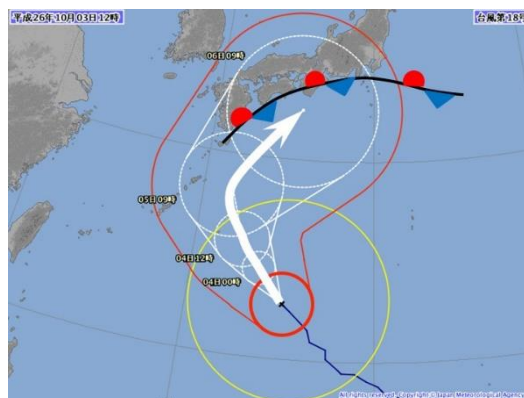 平成26年10月03日12時
台風第18号
06日09時
05日09時
04日12時
04日00時
All rights reserved. Copyright © Japan Meteorological Agency